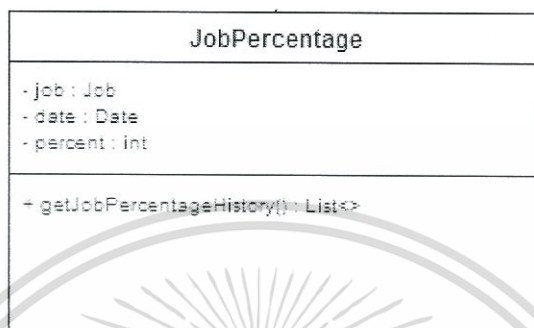 JobPercentage
- job : Job
- date : Date
- percent : int
+ getJobPercentageHistory() : List<>